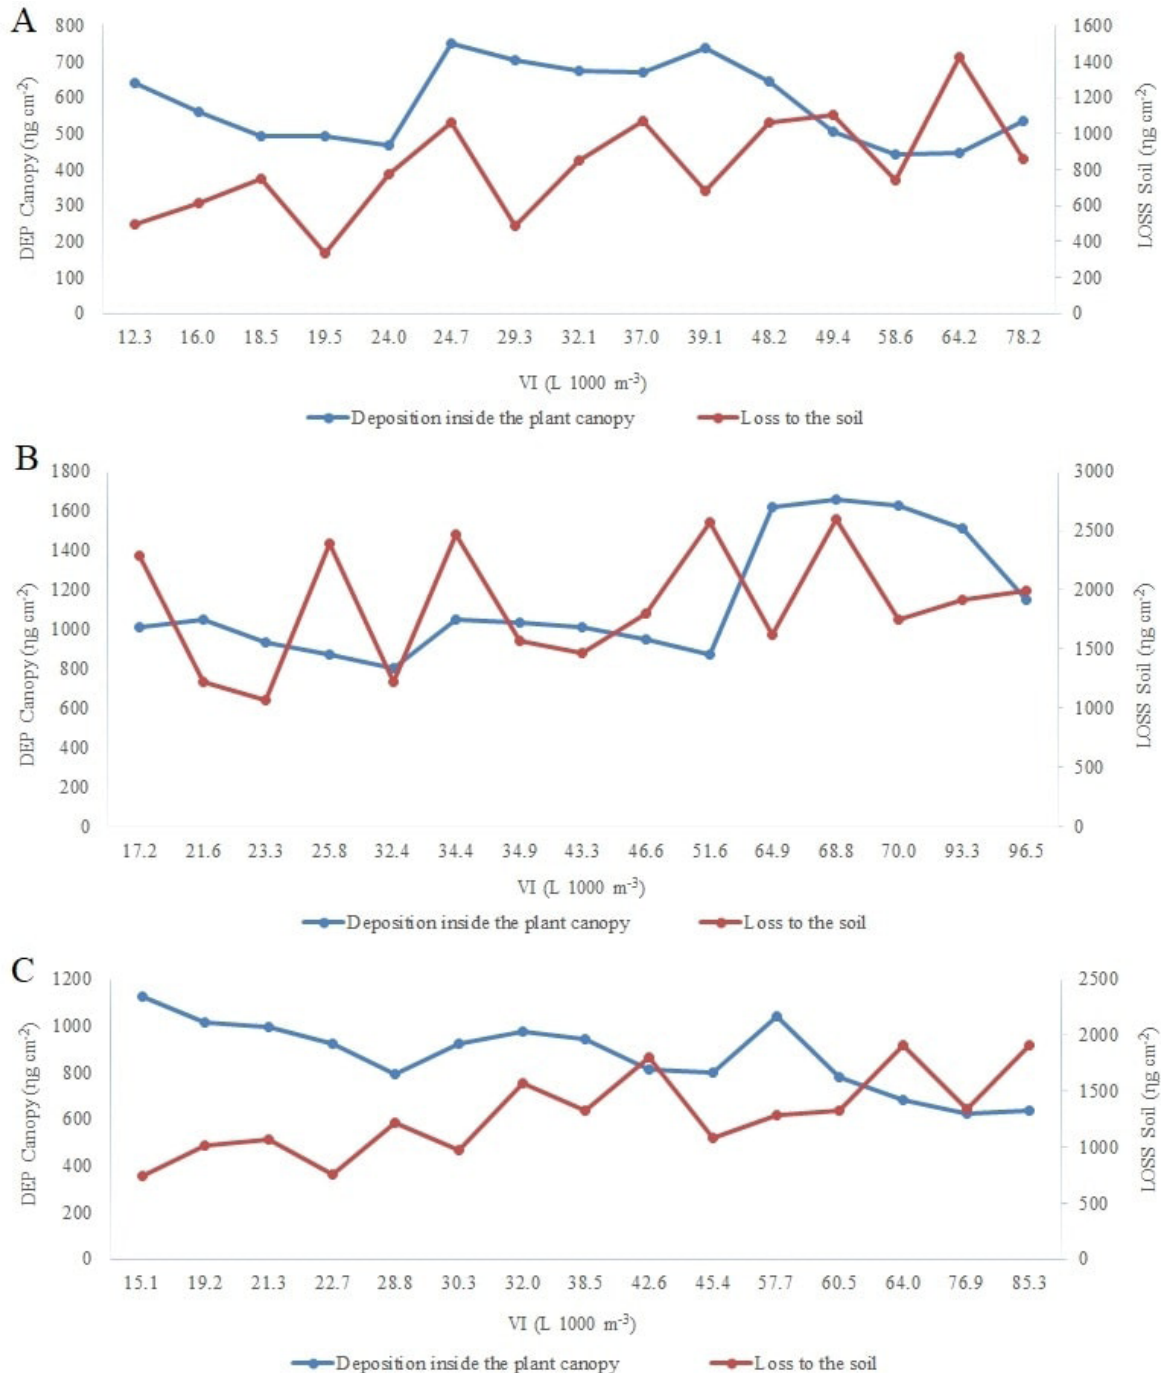 A
800
700
600
500
400
300
200
100
0
DEP Canopy (ηg cm-2)
1600
1400
1200
1000
800
600
400
200
0
LOSS Soil (ηg cm-2)
12.3 16.0 18.5 19.5 24.0 24.7 29.3 32.1 37.0 39.1 48.2 49.4 58.6 64.2 78.2
VI (L 1000 m-3)
Deposition inside the plant canopy Loss to the soil
B
1800
1600
1400
1200
1000
800
600
400
200
0
DEP Canopy (ηg cm-2)
3000
2500
2000
1500
1000
500
0
LOSS Soil (ηg cm-2)
17.2 21.6 23.3 25.8 32.4 34.4 34.9 43.3 46.6 51.6 64.9 68.8 70.0 93.3 96.5
VI (L 1000 m-3)
Deposition inside the plant canopy Loss to the soil
C
1200
1000
800
600
400
200
0
DEP Canopy (ηg cm-2)
2500
2000
1500
1000
500
0
LOSS Soil (ηg cm-2)
15.1 19.2 21.3 22.7 28.8 30.3 32.0 38.5 42.6 45.4 57.7 60.5 64.0 76.9 85.3
VI (L 1000 m-3)
Deposition inside the plant canopy Loss to the soil